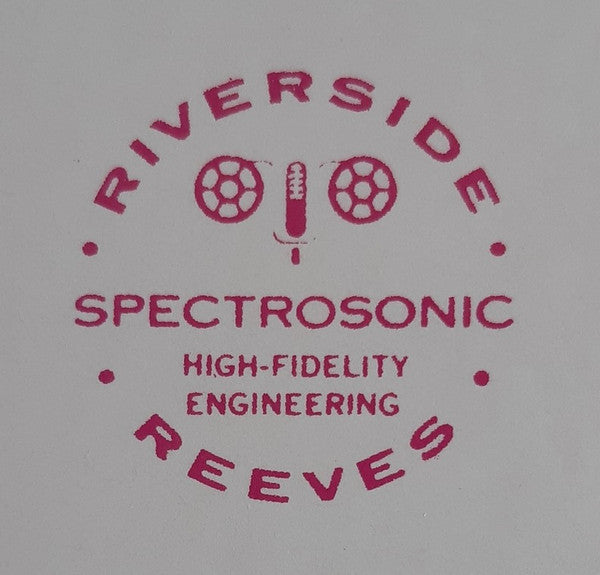 RIVERSIDE
SPECTROSONIC
HIGH-FIDELITY
ENGINEERING
REEVES